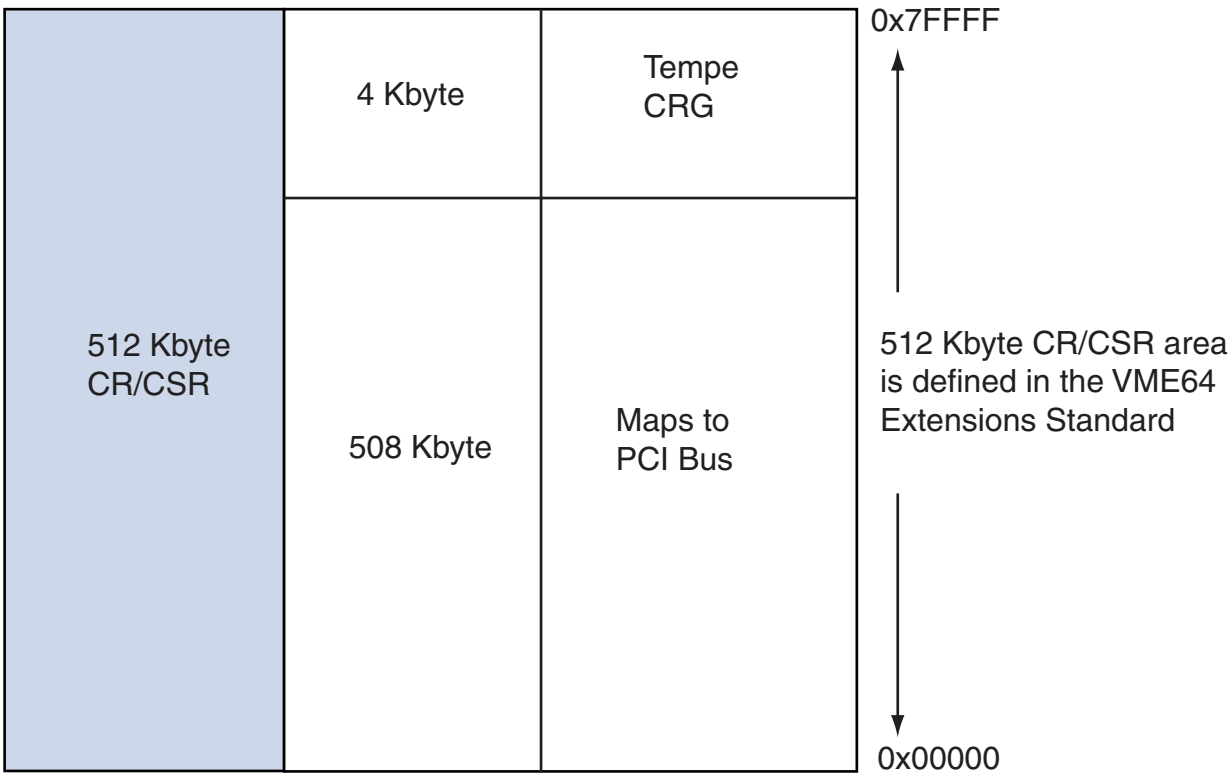 0x7FFFF
4 Kbyte
Tempe
CRG
512 Kbyte
CR/CSR
508 Kbyte
Maps to
PCI Bus
512 Kbyte CR/CSR area
is defined in the VME64
Extensions Standard
0x00000